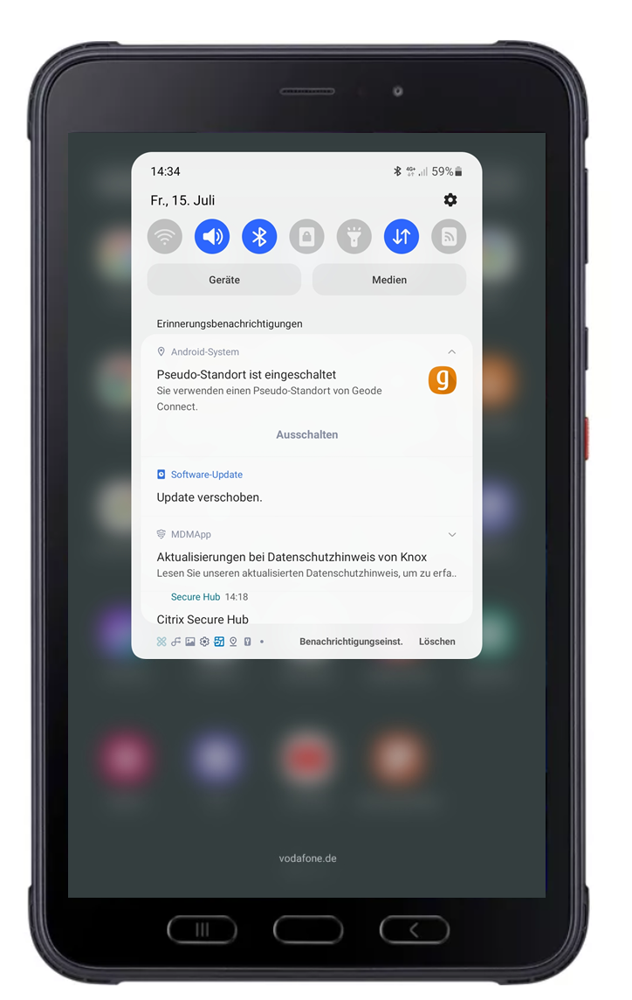 14:34
4G+ 59%
Fr., 15. Juli
Geräte
Medien
Erinnerungsbenachrichtigungen
Android-System
Pseudo-Standort ist eingeschaltet
Sie verwenden einen Pseudo-Standort von Geode
Connect.
g
Ausschalten
Software-Update
Update verschoben.
MDMApp
Aktualisierungen bei Datenschutzhinweis von Knox
Lesen Sie unseren aktualisierten Datenschutzhinweis, um zu erfa..
Secure Hub 14:18
Citrix Secure Hub
Benachrichtigungseinst. Löschen
vodafone.de